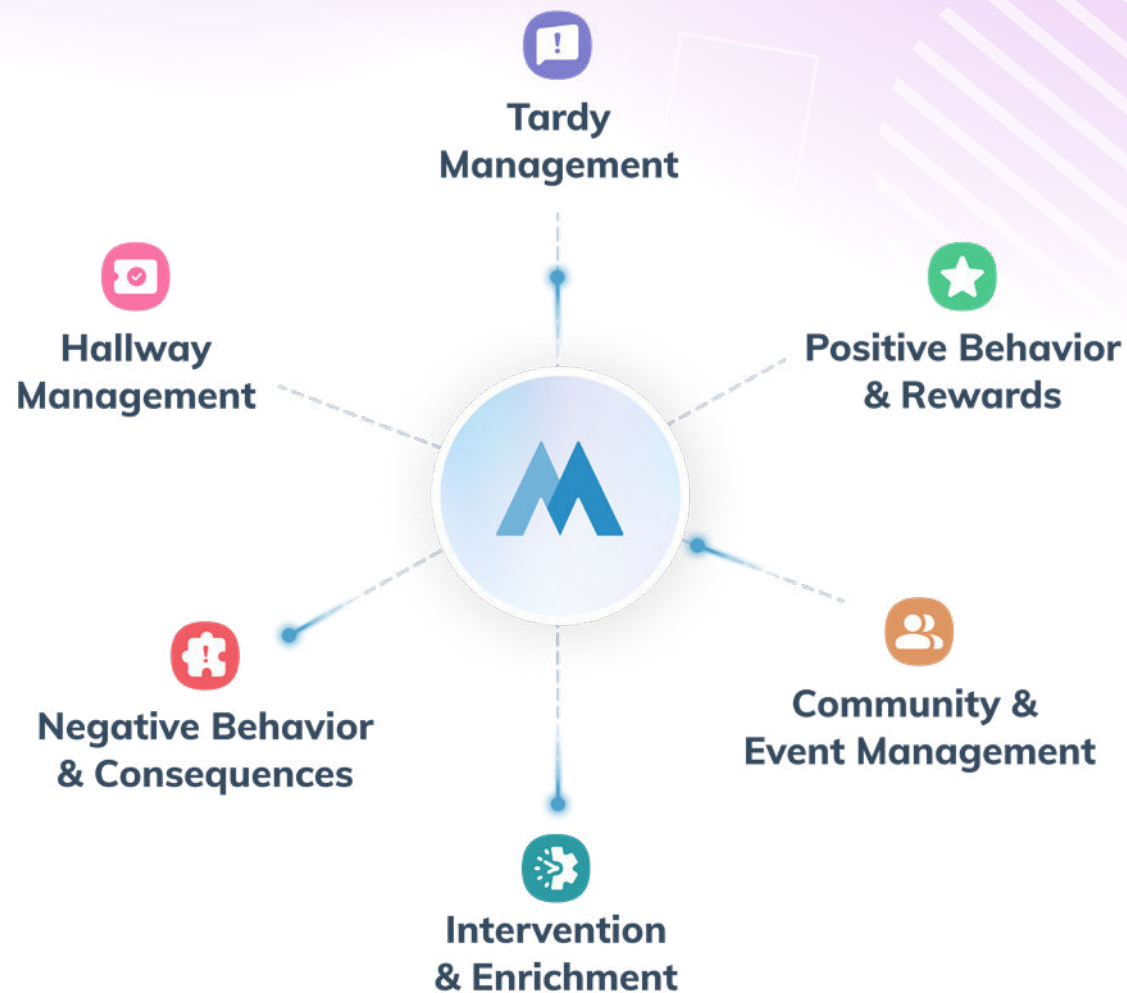 Tardy
Management
Hallway
Management
Positive Behavior
& Rewards
Negative Behavior
& Consequences
Community &
Event Management
Intervention
& Enrichment